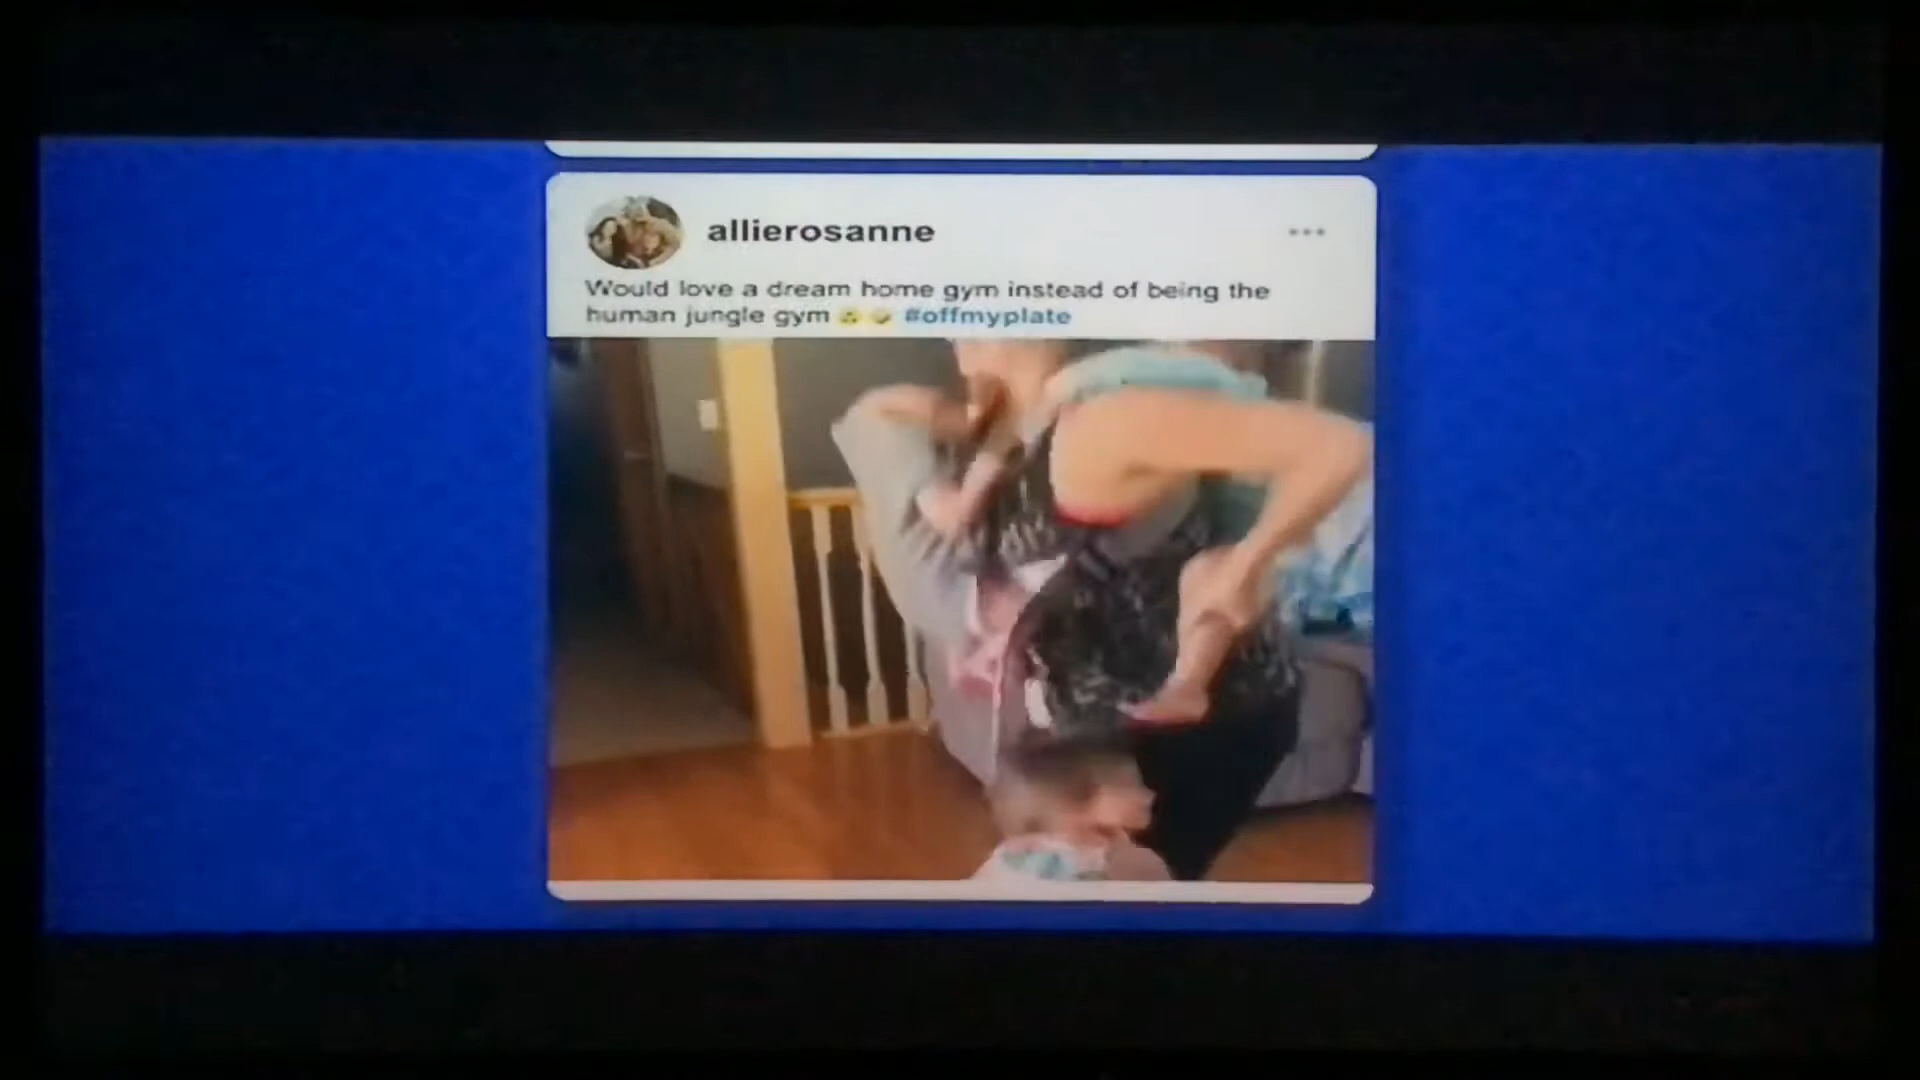 allierosanne
Would love a dream home gym instead of being the
human jungle gym #offmyplate